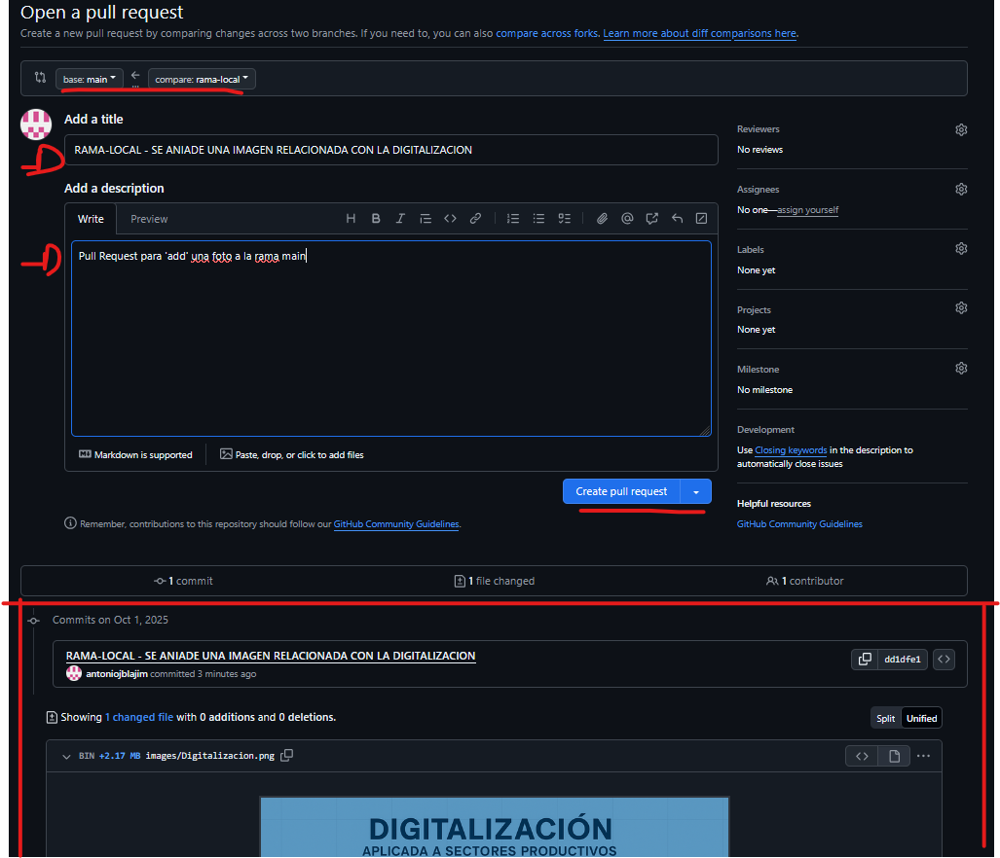 Open a pull request
Create a new pull request by comparing changes across two branches. If you need to, you can also compare across forks. Learn more about diff comparisons here.
base: main
compare: rama-local
Add a title
RAMA-LOCAL - SE ANIADE UNA IMAGEN RELACIONADA CON LA DIGITALIZACION
Add a description
Write
Preview
Pull Request para 'add' una foto a la rama main
Markdown is supported
Paste, drop, or click to add files
Create pull request
Remember, contributions to this repository should follow our GitHub Community Guidelines.
Reviewers
No reviews
Assignees
No one—assign yourself
Labels
None yet
Projects
None yet
Milestone
No milestone
Development
Use Closing keywords in the description to
automatically close issues
Helpful resources
GitHub Community Guidelines
1 commit
1 file changed
1 contributor
Commits on Oct 1, 2025
RAMA-LOCAL - SE ANIADE UNA IMAGEN RELACIONADA CON LA DIGITALIZACION
antoniojblajim committed 3 minutes ago
dd1dfe1
Showing 1 changed file with 0 additions and 0 deletions.
Split
Unified
BIN +2.17 MB images/Digitalizacion.png
DIGITALIZACIÓN
APLICADA A SECTORES PRODUCTIVOS